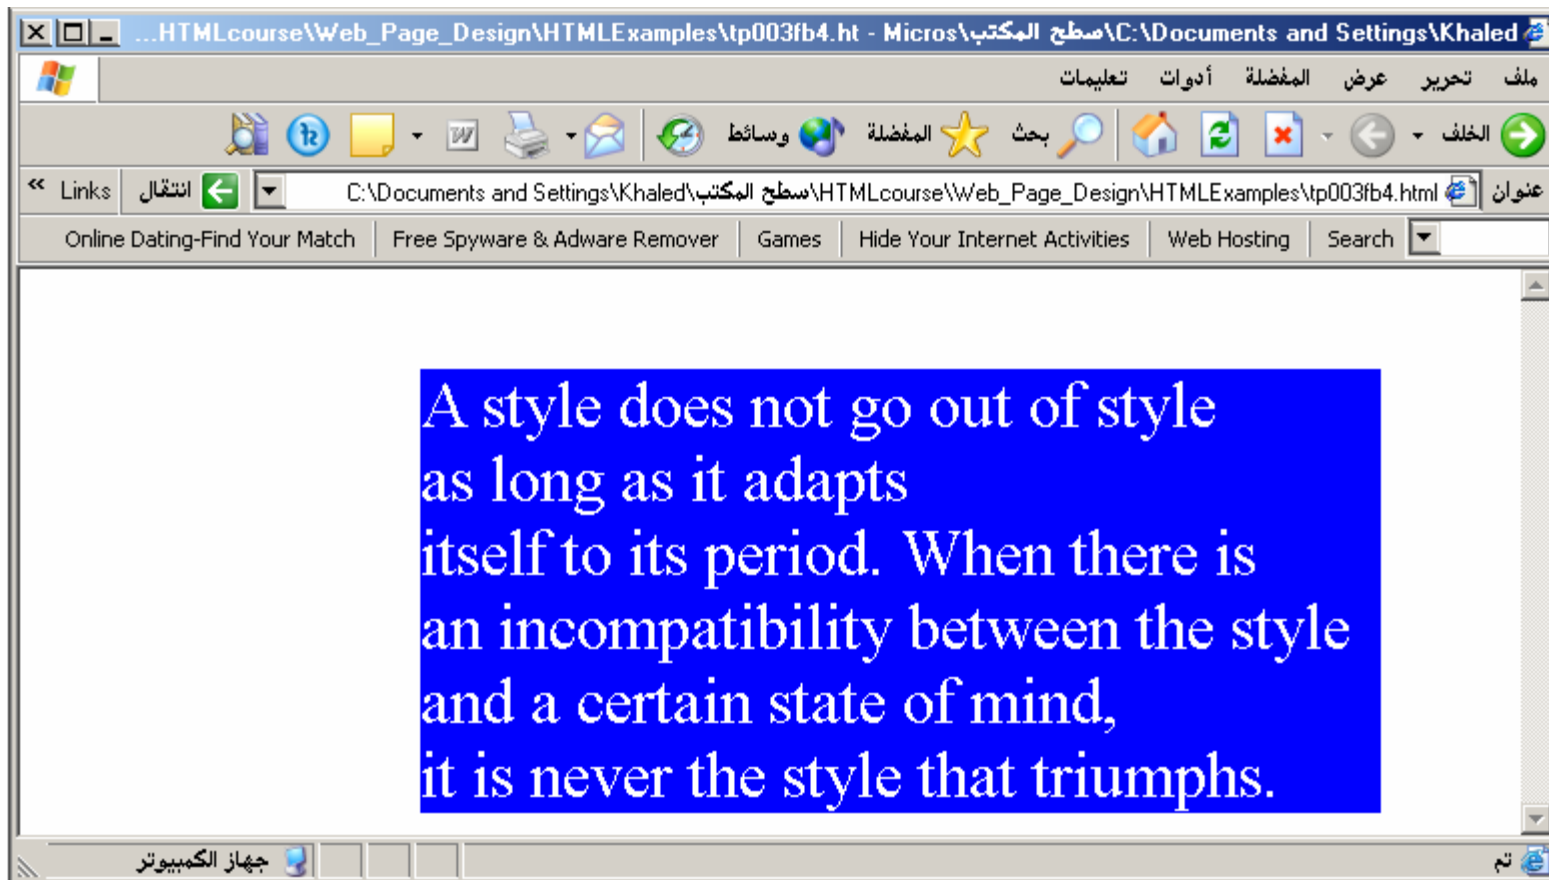 C:\Documents and Settings\Khaled\سطح المكتب\HTMLcourse\Web_Page_Design\HTMLExamples\tp003fb4.ht - Micros...
ملف تحرير عرض المفضلة أدوات تعليمات
الخلف بحث المفضلة وسائط
عنوان C:\Documents and Settings\Khaled\سطح المكتب\HTMLcourse\Web_Page_Design\HTMLExamples\tp003fb4.html انتقال Links »
Online Dating-Find Your Match Free Spyware & Adware Remover Games Hide Your Internet Activities Web Hosting Search
A style does not go out of style
as long as it adapts
itself to its period. When there is
an incompatibility between the style
and a certain state of mind,
it is never the style that triumphs.
تم جهاز الكمبيوتر